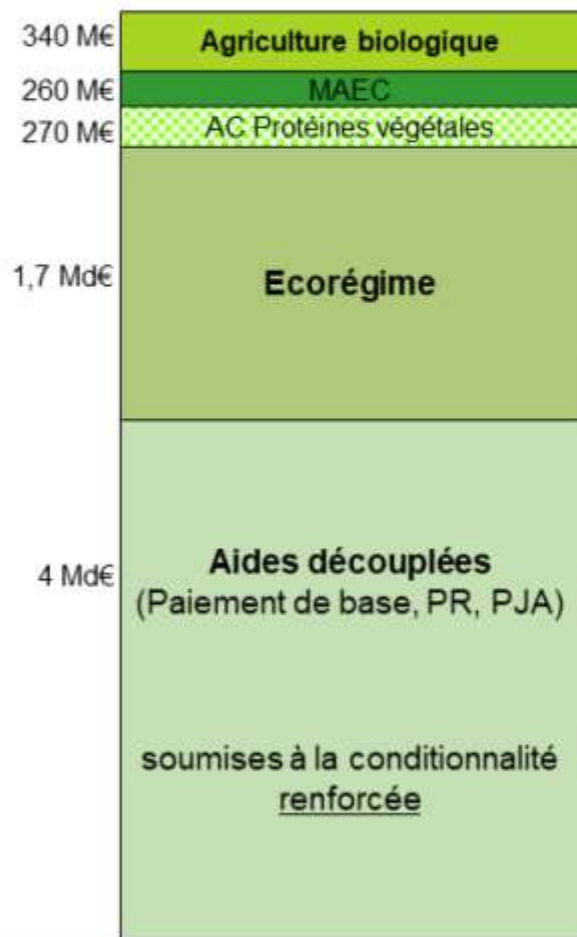 340 M€
Agriculture biologique
260 M€
MAEC
270 M€
AC Protéines végétales
1,7 Md€
Ecorégime
4 Md€
Aides découplées
(Paiement de base, PR, PJA)
soumises à la conditionnalité
renforcée